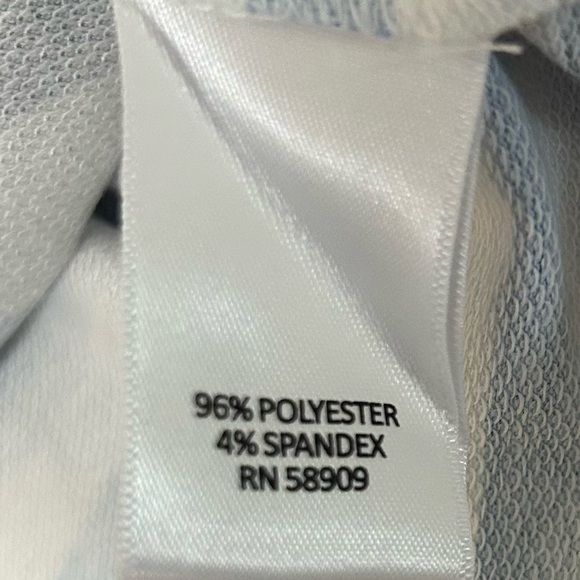 96% POLYESTER
4% SPANDEX
RN 58909